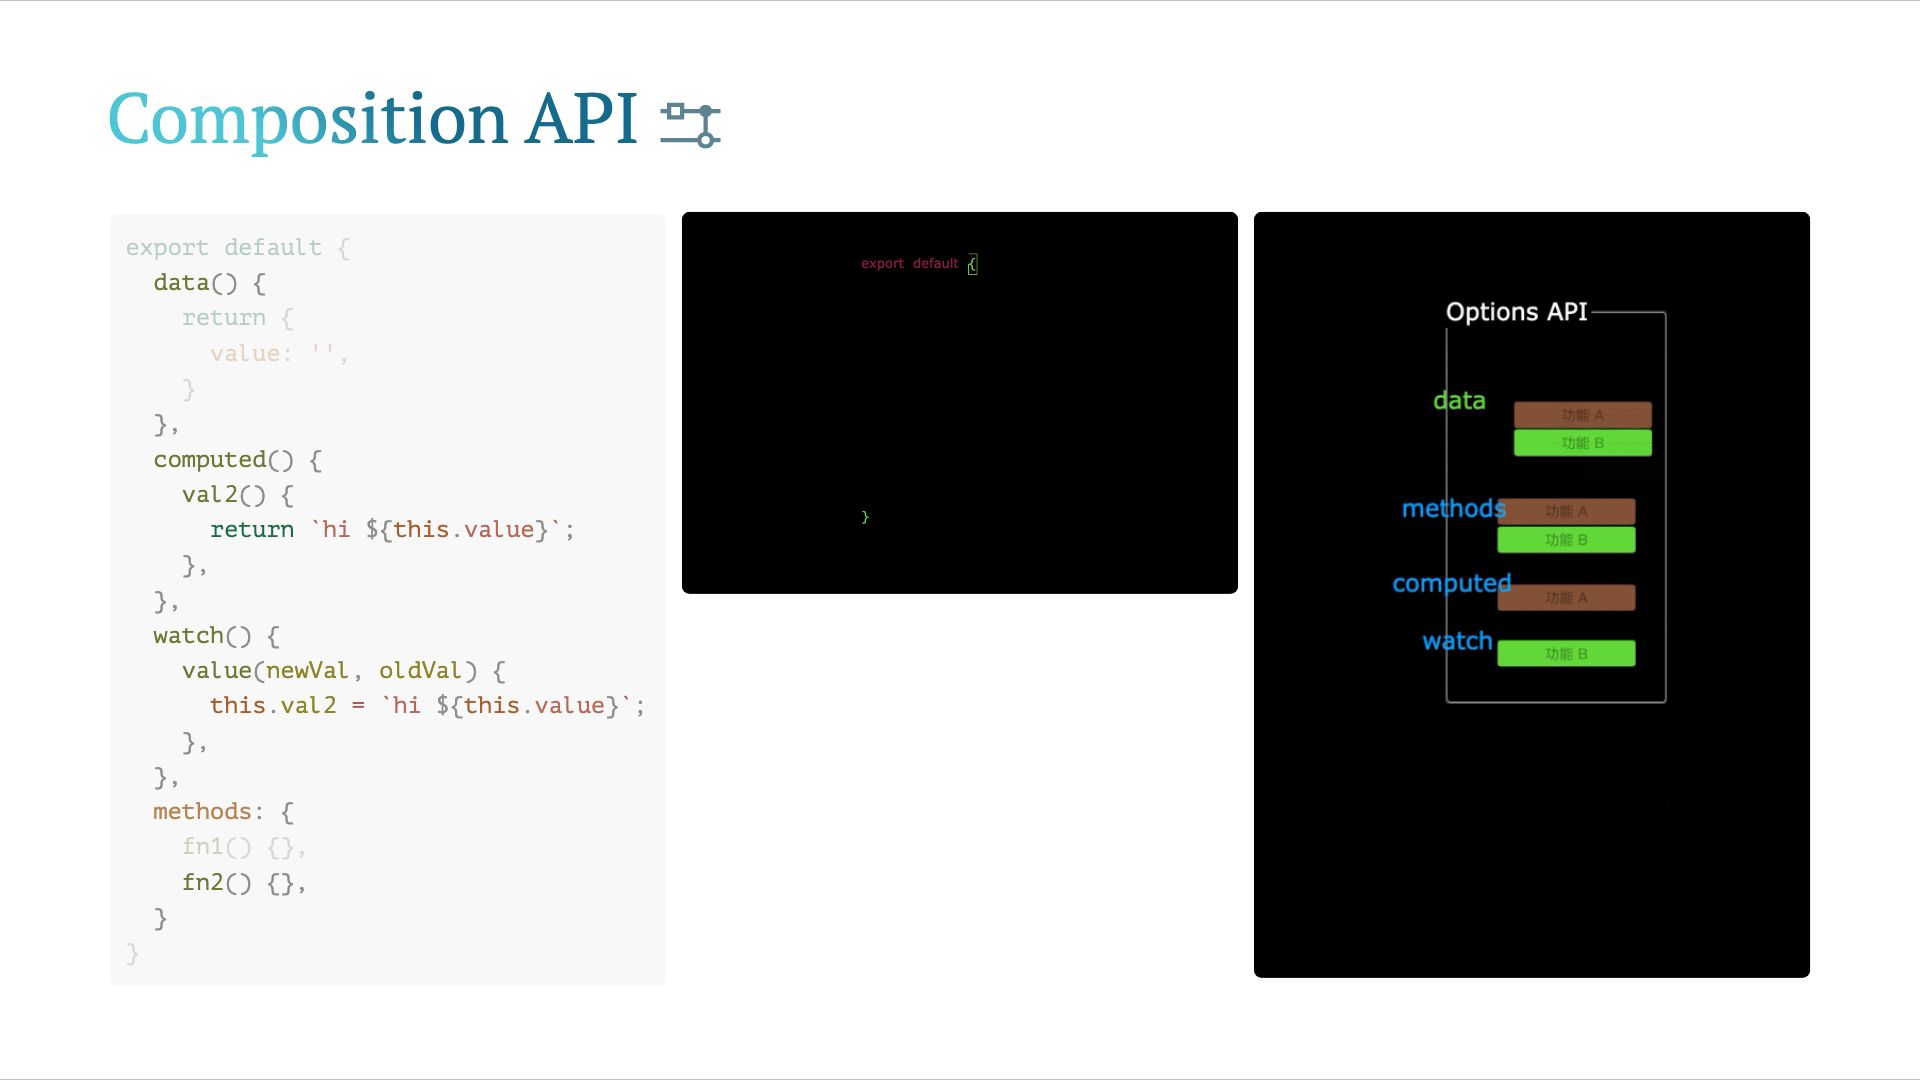 Composition API
export default {
  data() {
    return {
      value: '',
    }
  },
  computed() {
    val2() {
      return `hi ${this.value}`;
    },
  },
  watch() {
    value(newVal, oldVal) {
      this.val2 = `hi ${this.value}`;
    },
  },
  methods: {
    fn1() {},
    fn2() {},
  }
}
export default {
}
Options API
data
功能 A
功能 B
methods
功能 A
功能 B
computed
功能 A
watch
功能 B